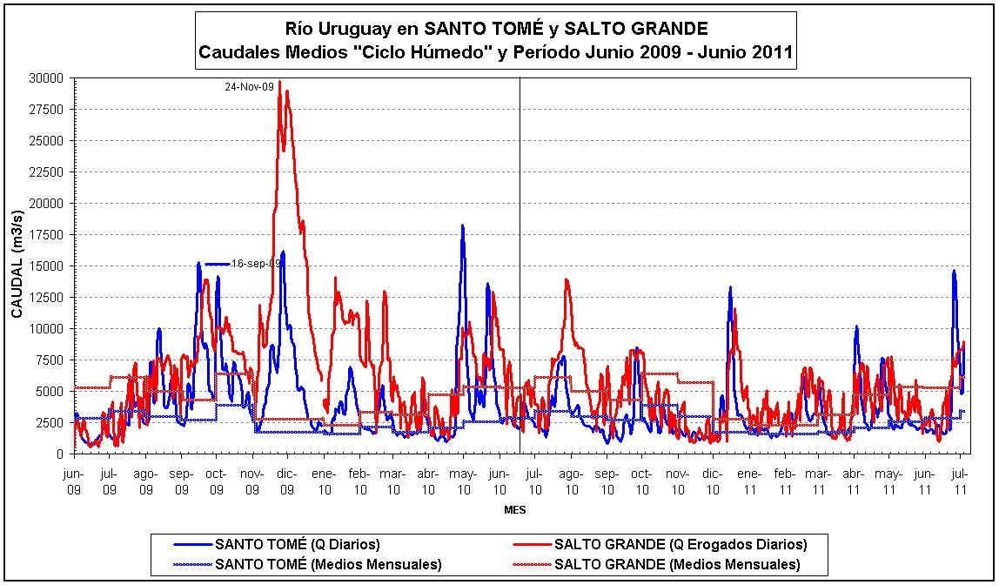 Río Uruguay en SANTO TOMÉ y SALTO GRANDE
Caudales Medios "Ciclo Húmedo" y Período Junio 2009 - Junio 2011
30000
27500
25000
22500
20000
17500
15000
12500
10000
7500
5000
2500
0
CAUDAL (m3/s)
24-Nov-09
16-sep-09
jun-09
jul-09
ago-09
sep-09
oct-09
nov-09
dic-09
ene-10
feb-10
mar-10
abr-10
may-10
jun-10
jul-10
ago-10
sep-10
oct-10
nov-10
dic-10
ene-11
feb-11
mar-11
abr-11
may-11
jun-11
jul-11
MES
SANTO TOMÉ (Q Diarios)
SALTO GRANDE (Q Erogados Diarios)
SANTO TOMÉ (Medios Mensuales)
SALTO GRANDE (Medios Mensuales)